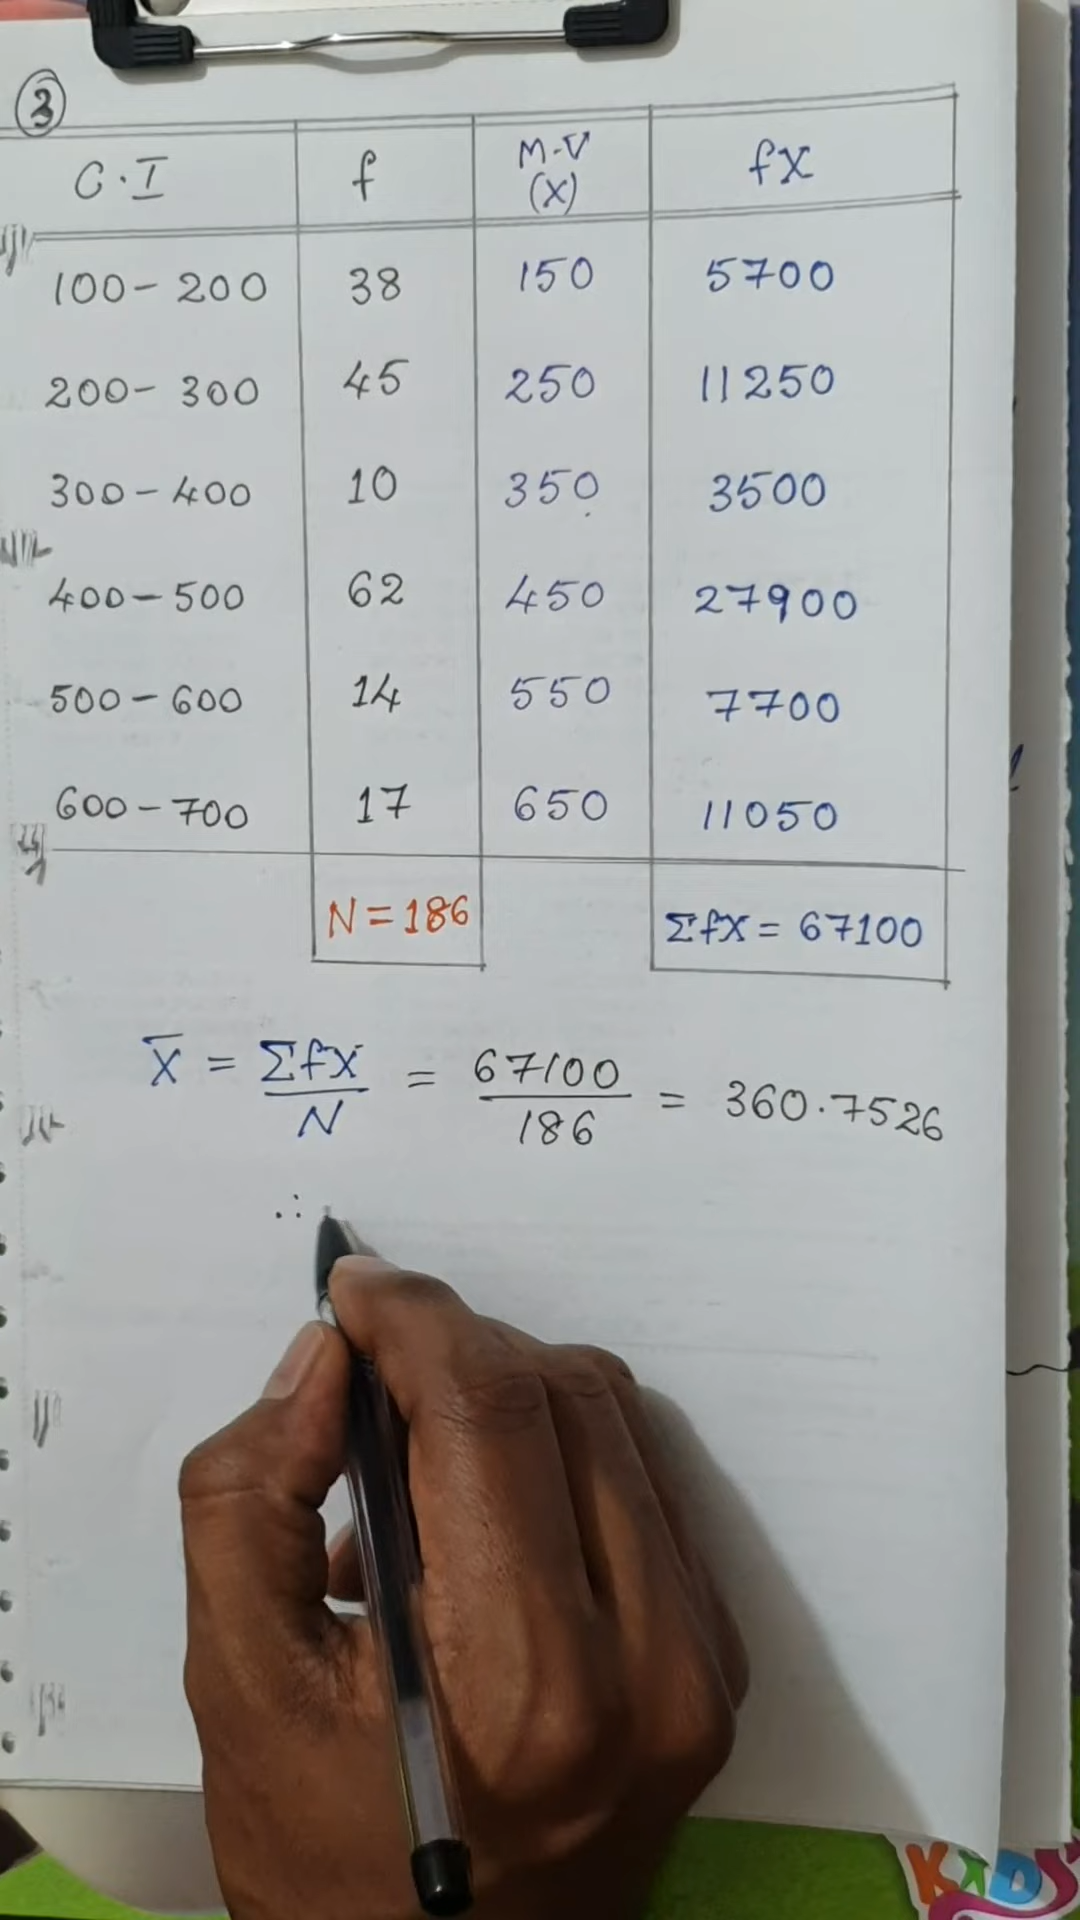 3
C.I f M.V (X) fX
100 - 200 38 150 5700
200 - 300 45 250 11250
300 - 400 10 350 3500
400 - 500 62 450 27900
500 - 600 14 550 7700
600 - 700 17 650 11050
N = 186 ΣfX = 67100
X̄ = ΣfX / N = 67100 / 186 = 360.7526
∴
KIDS